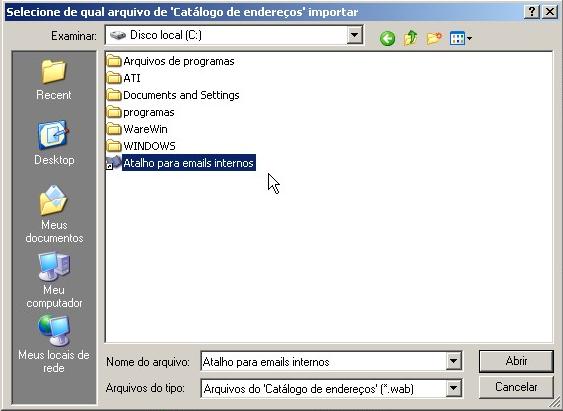 Selecione de qual arquivo de 'Catálogo de endereços' importar
Examinar: Disco local (C:)
Arquivos de programas
ATI
Documents and Settings
programas
WareWin
WINDOWS
Atalho para emails internos
Recent
Desktop
Meus
documentos
Meu
computador
Meus locais de
rede
Nome do arquivo: Atalho para emails internos Abrir
Arquivos do tipo: Arquivos do 'Catálogo de endereços' (*.wab) Cancelar